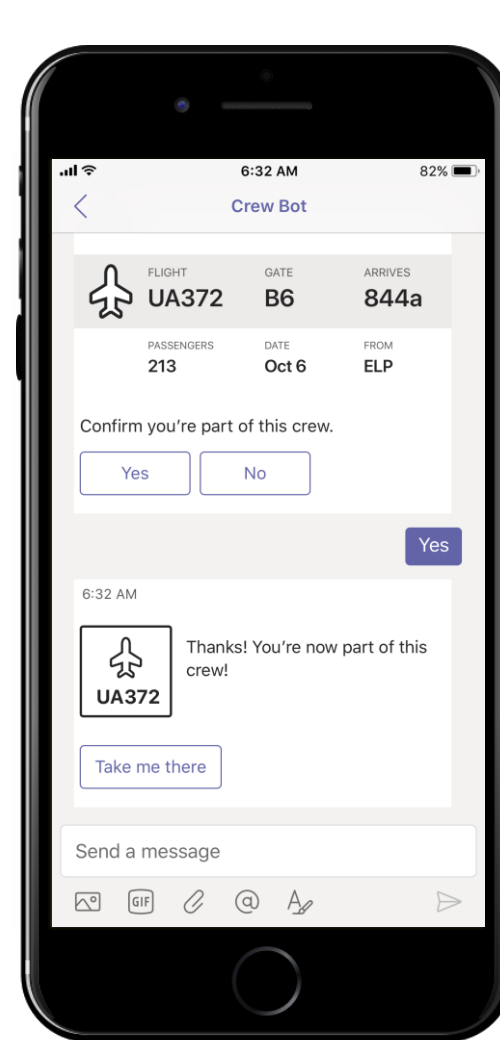 6:32 AM 82%
Crew Bot
FLIGHT GATE ARRIVES
UA372 B6 844a
PASSENGERS DATE FROM
213 Oct 6 ELP
Confirm you're part of this crew.
Yes No
Yes
6:32 AM
Thanks! You're now part of this
crew!
UA372
Take me there
Send a message
GIF @ A